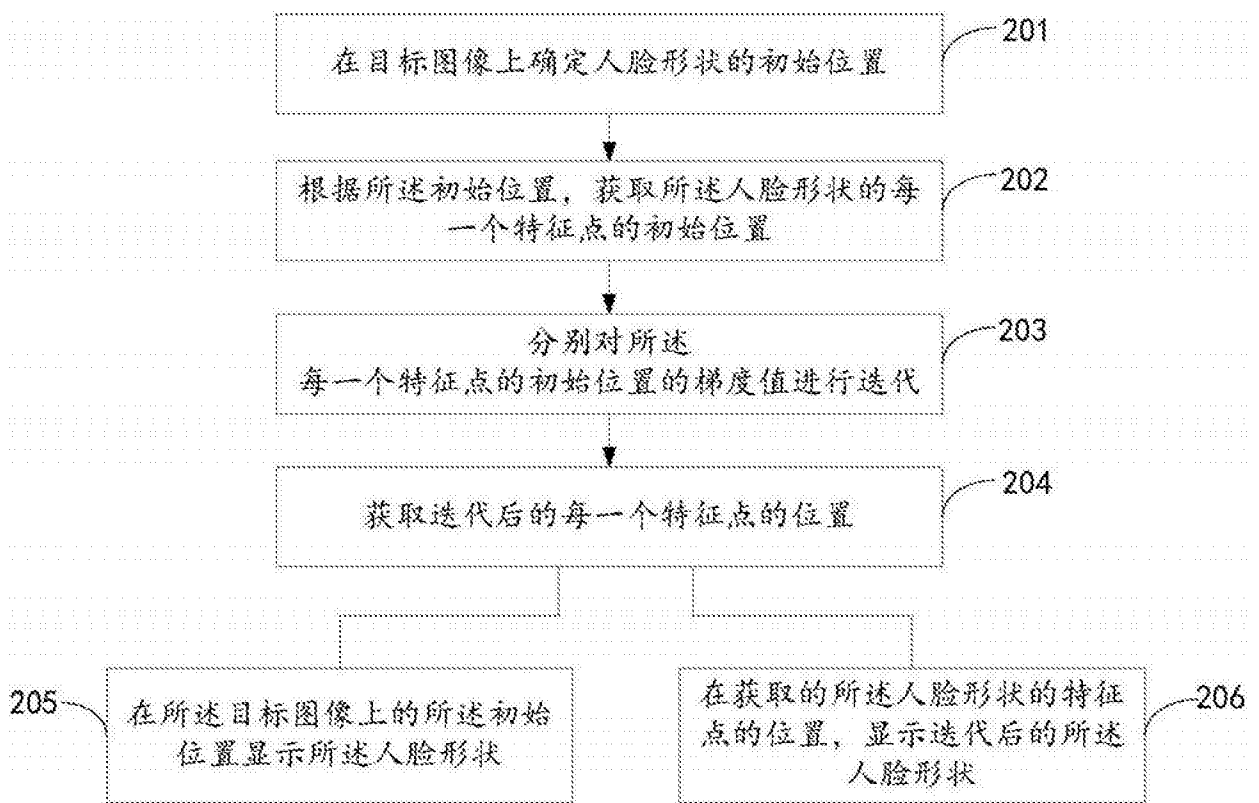 在目标图像上确定人脸形状的初始位置
201
根据所述初始位置，获取所述人脸形状的每
一个特征点的初始位置
202
分别对所述
每一个特征点的初始位置的梯度值进行迭代
203
获取迭代后的每一个特征点的位置
204
205
在所述目标图像上的所述初始
位置显示所述人脸形状
在获取的所述人脸形状的特征
点的位置，显示迭代后的所述
人脸形状
206